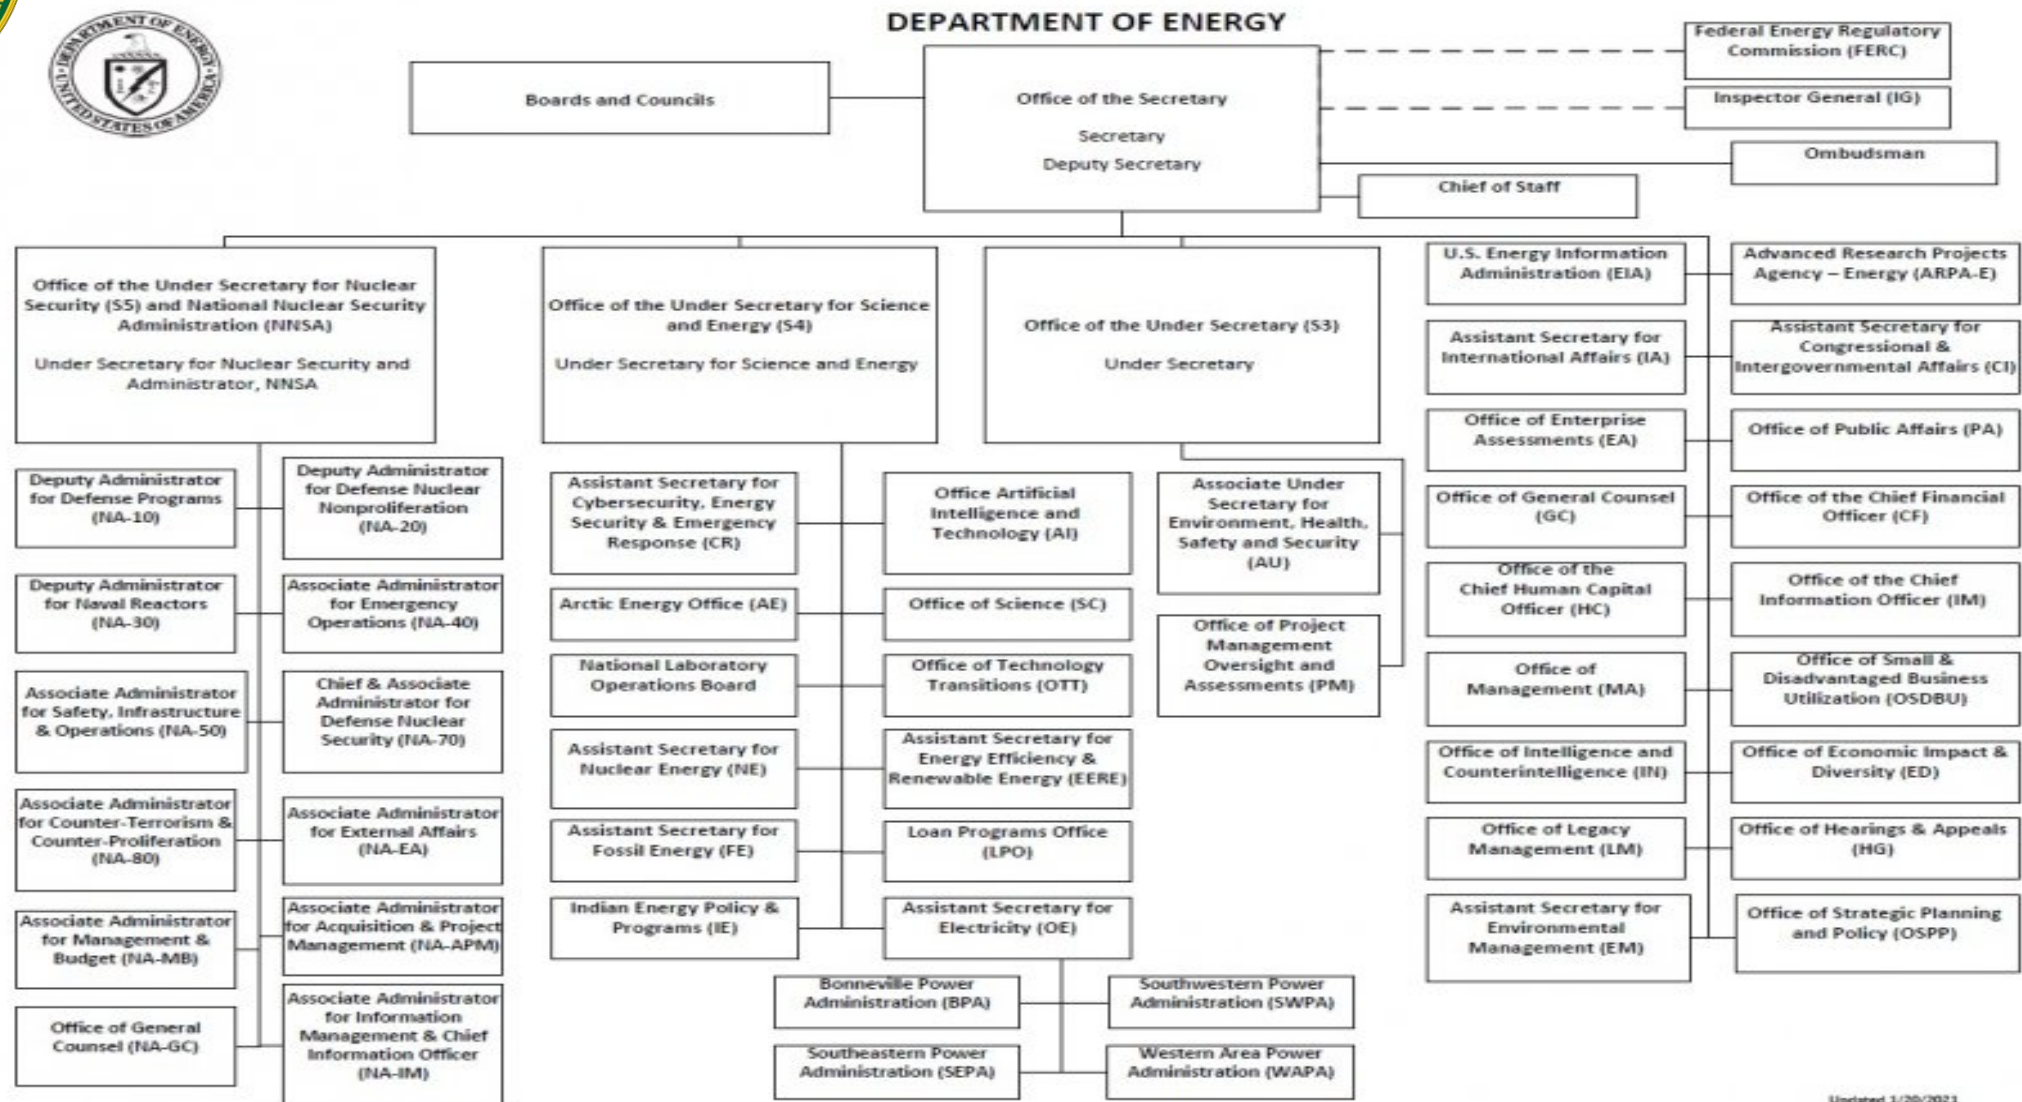 DEPARTMENT OF ENERGY
DEPARTMENT OF ENERGY
UNITED STATES OF AMERICA
Federal Energy Regulatory
Commission (FERC)
Boards and Councils
Office of the Secretary
Secretary
Deputy Secretary
Inspector General (IG)
Ombudsman
Chief of Staff
Office of the Under Secretary for Nuclear
Security (S5) and National Nuclear Security
Administration (NNSA)
Under Secretary for Nuclear Security and
Administrator, NNSA
Office of the Under Secretary for Science
and Energy (S4)
Under Secretary for Science and Energy
Office of the Under Secretary (S3)
Under Secretary
U.S. Energy Information
Administration (EIA)
Advanced Research Projects
Agency – Energy (ARPA-E)
Assistant Secretary for
International Affairs (IA)
Assistant Secretary for
Congressional &
Intergovernmental Affairs (CI)
Office of Enterprise
Assessments (EA)
Office of Public Affairs (PA)
Office of General Counsel
(GC)
Office of the Chief Financial
Officer (CF)
Office of the
Chief Human Capital
Officer (HC)
Office of the Chief
Information Officer (IM)
Office of
Management (MA)
Office of Small &
Disadvantaged Business
Utilization (OSDBU)
Office of Intelligence and
Counterintelligence (IN)
Office of Economic Impact &
Diversity (ED)
Office of Legacy
Management (LM)
Office of Hearings & Appeals
(HG)
Assistant Secretary for
Environmental
Management (EM)
Office of Strategic Planning
and Policy (OSPP)
Deputy Administrator
for Defense Programs
(NA-10)
Deputy Administrator
for Defense Nuclear
Nonproliferation
(NA-20)
Deputy Administrator
for Naval Reactors
(NA-30)
Associate Administrator
for Emergency
Operations (NA-40)
Associate Administrator
for Safety, Infrastructure
& Operations (NA-50)
Chief & Associate
Administrator for
Defense Nuclear
Security (NA-70)
Associate Administrator
for Counter-Terrorism &
Counter-Proliferation
(NA-80)
Associate Administrator
for External Affairs
(NA-EA)
Associate Administrator
for Management &
Budget (NA-MB)
Associate Administrator
for Acquisition & Project
Management (NA-APM)
Office of General
Counsel (NA-GC)
Associate Administrator
for Information
Management & Chief
Information Officer
(NA-IM)
Assistant Secretary for
Cybersecurity, Energy
Security & Emergency
Response (CR)
Office Artificial
Intelligence and
Technology (AI)
Arctic Energy Office (AE)
Office of Science (SC)
National Laboratory
Operations Board
Office of Technology
Transitions (OTT)
Assistant Secretary for
Nuclear Energy (NE)
Assistant Secretary for
Energy Efficiency &
Renewable Energy (EERE)
Assistant Secretary for
Fossil Energy (FE)
Loan Programs Office
(LPO)
Indian Energy Policy &
Programs (IE)
Assistant Secretary for
Electricity (OE)
Bonneville Power
Administration (BPA)
Southwestern Power
Administration (SWPA)
Southeastern Power
Administration (SEPA)
Western Area Power
Administration (WAPA)
Associate Under
Secretary for
Environment, Health,
Safety and Security
(AU)
Office of Project
Management
Oversight and
Assessments (PM)
Updated 1/20/2021